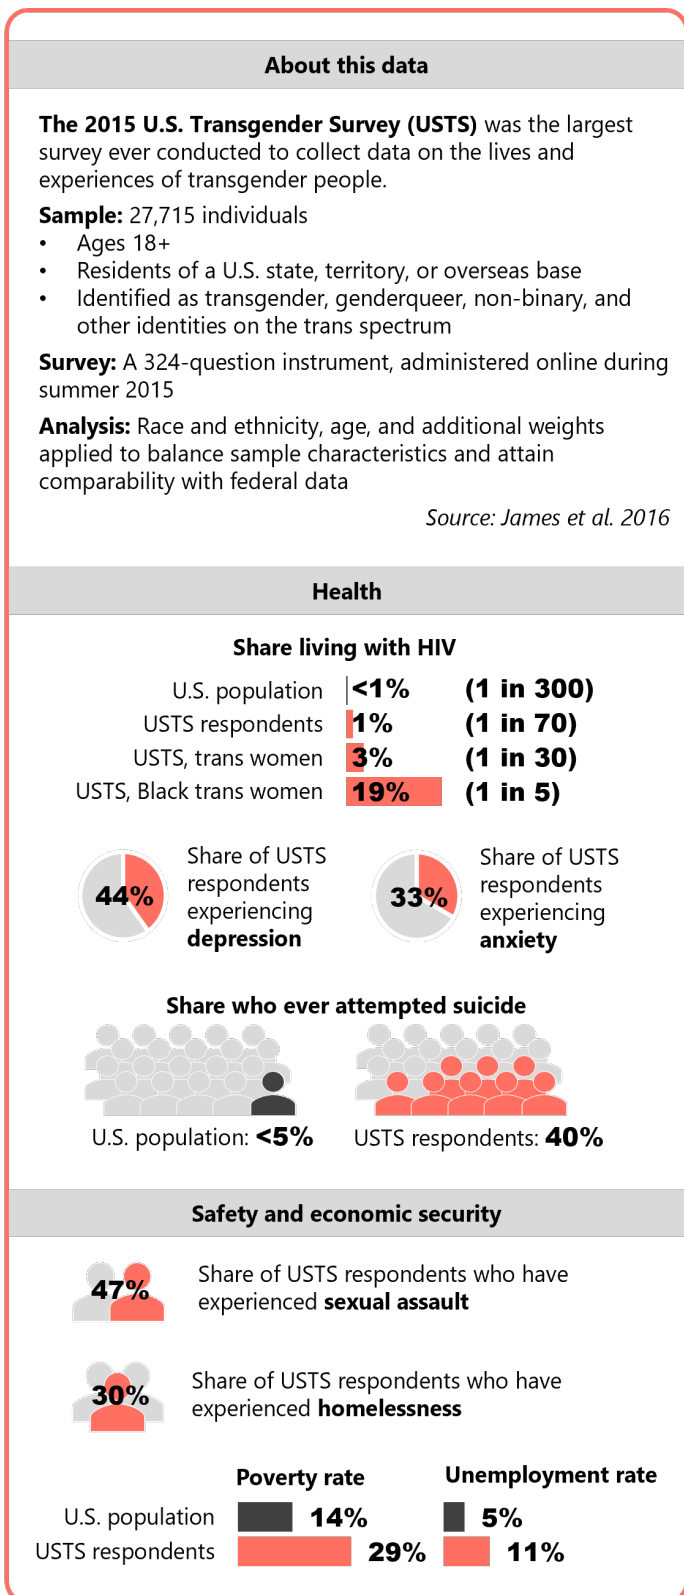 About this data
The 2015 U.S. Transgender Survey (USTS) was the largest
survey ever conducted to collect data on the lives and
experiences of transgender people.
Sample: 27,715 individuals
• Ages 18+
• Residents of a U.S. state, territory, or overseas base
• Identified as transgender, genderqueer, non-binary, and
other identities on the trans spectrum
Survey: A 324-question instrument, administered online during
summer 2015
Analysis: Race and ethnicity, age, and additional weights
applied to balance sample characteristics and attain
comparability with federal data
Source: James et al. 2016
Health
Share living with HIV
U.S. population <1% (1 in 300)
USTS respondents 1% (1 in 70)
USTS, trans women 3% (1 in 30)
USTS, Black trans women 19% (1 in 5)
44%
Share of USTS
respondents
experiencing
depression
33%
Share of USTS
respondents
experiencing
anxiety
Share who ever attempted suicide
U.S. population: <5%
USTS respondents: 40%
Safety and economic security
47%
Share of USTS respondents who have
experienced sexual assault
30%
Share of USTS respondents who have
experienced homelessness
Poverty rate Unemployment rate
U.S. population 14% 5%
USTS respondents 29% 11%